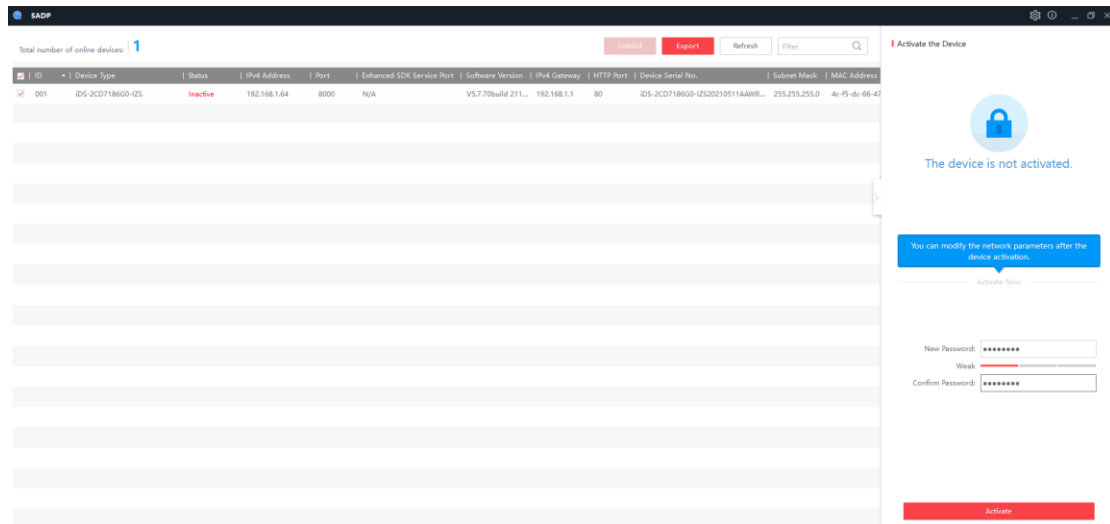 SADP
Total number of online devices: 1
Unbind Export Refresh Filter
ID Device Type Status IPv4 Address Port Enhanced SDK Service Port Software Version IPv4 Gateway HTTP Port Device Serial No. Subnet Mask MAC Address
001 iDS-2CD7186G0-IZS Inactive 192.168.1.64 8000 N/A V5.7.70build 211... 192.168.1.1 80 iDS-2CD7186G0-IZS20210511AAWR... 255.255.255.0 4c-f5-dc-66-47
Activate the Device
The device is not activated.
You can modify the network parameters after the
device activation.
Activate Now
New Password: ●●●●●●●●
Weak
Confirm Password: ●●●●●●●●
Activate